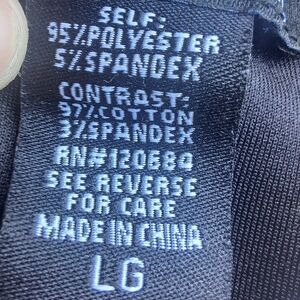 SELF:
95%POLYESTER
5%SPANDEX
CONTRAST:
97%COTTON
3%SPANDEX
RN#120684
SEE REVERSE
FOR CARE
MADE IN CHINA
LG